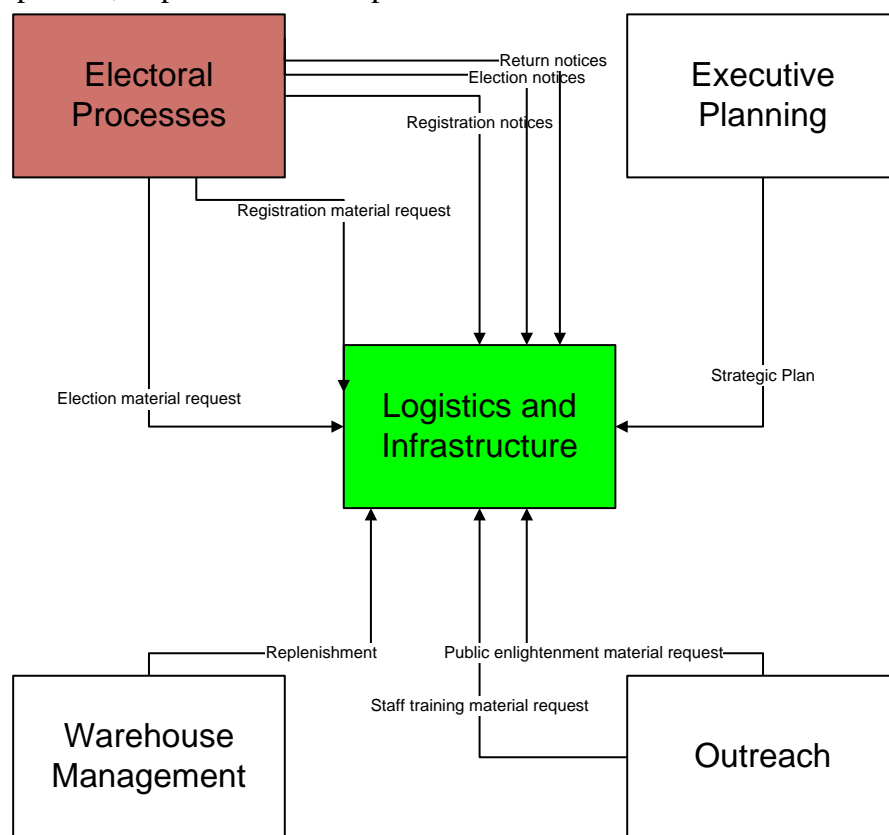 Electoral
Processes
Return notices
Election notices
Registration notices
Executive
Planning
Registration material request
Election material request
Strategic Plan
Logistics and
Infrastructure
Replenishment
Public enlightenment material request
Staff training material request
Warehouse
Management
Outreach